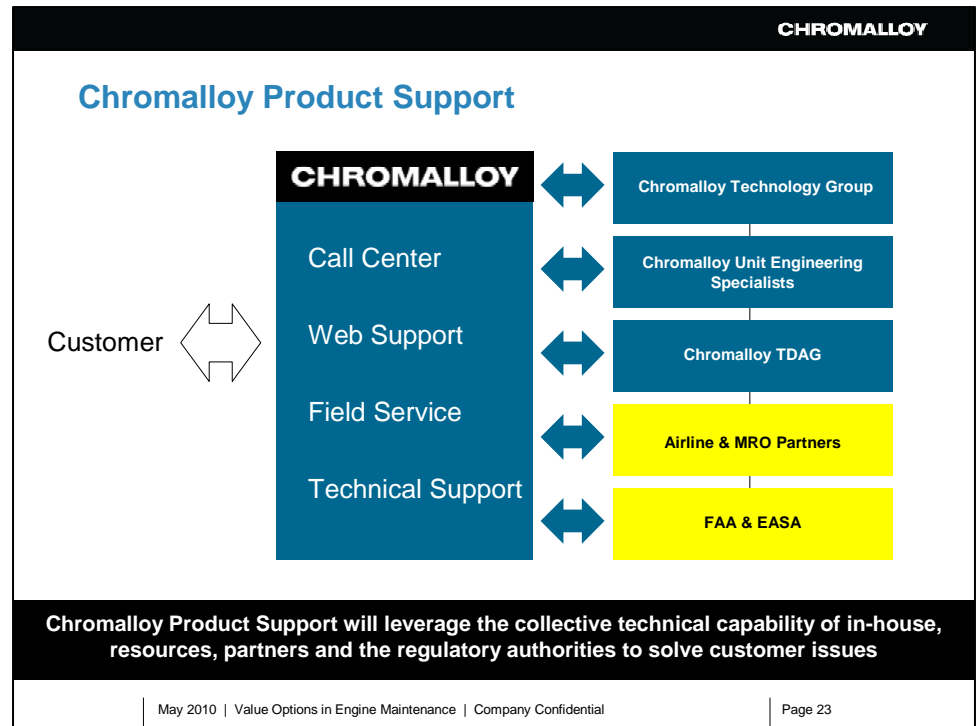 CHROMALLOY
Chromalloy Product Support
Customer
CHROMALLOY
Call Center
Web Support
Field Service
Technical Support
Chromalloy Technology Group
Chromalloy Unit Engineering
Specialists
Chromalloy TDAG
Airline & MRO Partners
FAA & EASA
Chromalloy Product Support will leverage the collective technical capability of in-house,
resources, partners and the regulatory authorities to solve customer issues
May 2010 | Value Options in Engine Maintenance | Company Confidential
Page 23